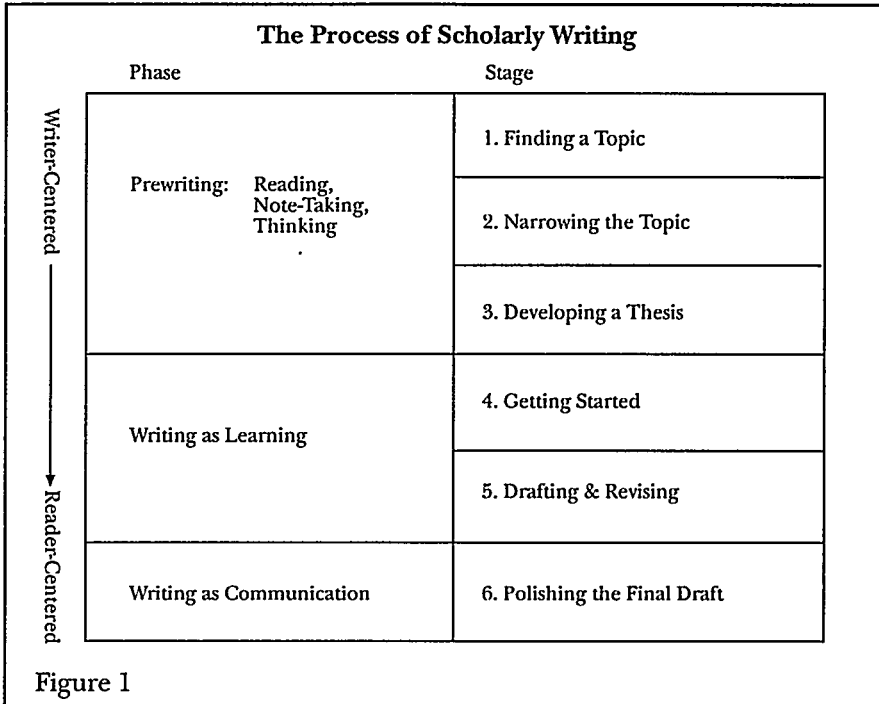 The Process of Scholarly Writing
Phase
Stage
Writer-Centered
Reader-Centered
Prewriting: Reading,
Note-Taking,
Thinking
1. Finding a Topic
2. Narrowing the Topic
3. Developing a Thesis
Writing as Learning
4. Getting Started
5. Drafting & Revising
Writing as Communication
6. Polishing the Final Draft
Figure 1